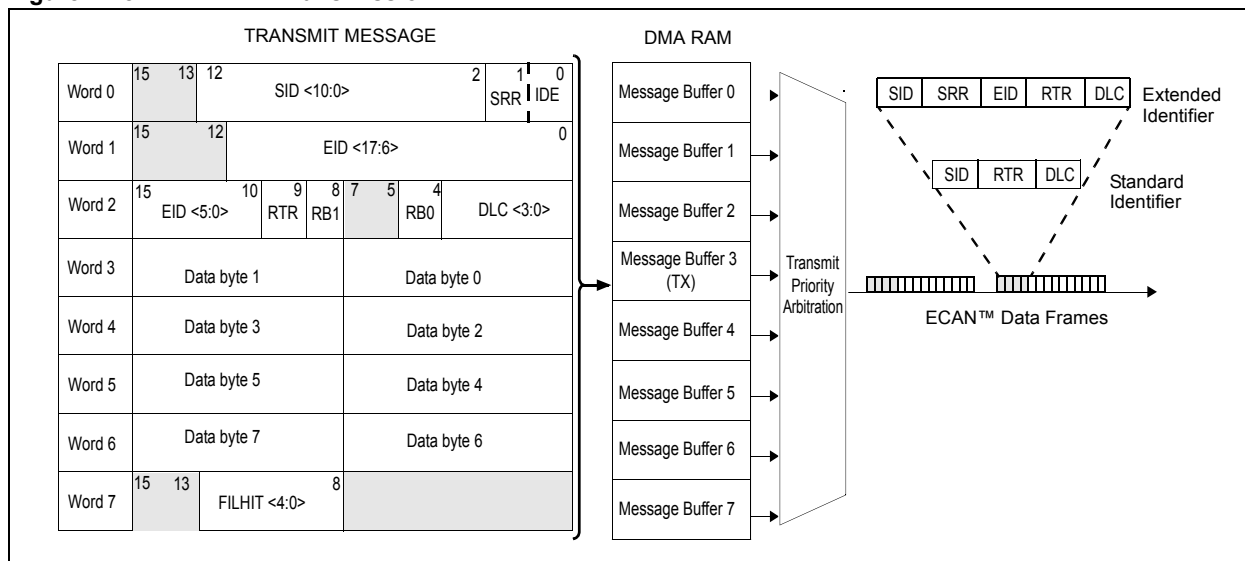 TRANSMIT MESSAGE
Word 0
15 13 12 2 1 0
SID <10:0>
SRR IDE
Word 1
15 12 0
EID <17:6>
Word 2
15 10 9 8 7 5 4
EID <5:0> RTR RB1 RB0 DLC <3:0>
Word 3
Data byte 1 Data byte 0
Word 4
Data byte 3 Data byte 2
Word 5
Data byte 5 Data byte 4
Word 6
Data byte 7 Data byte 6
Word 7
15 13 8
FILHIT <4:0>
DMA RAM
Message Buffer 0
Message Buffer 1
Message Buffer 2
Message Buffer 3
(TX)
Message Buffer 4
Message Buffer 5
Message Buffer 6
Message Buffer 7
Transmit
Priority
Arbitration
SID SRR EID RTR DLC
Extended
Identifier
SID RTR DLC
Standard
Identifier
ECAN™ Data Frames